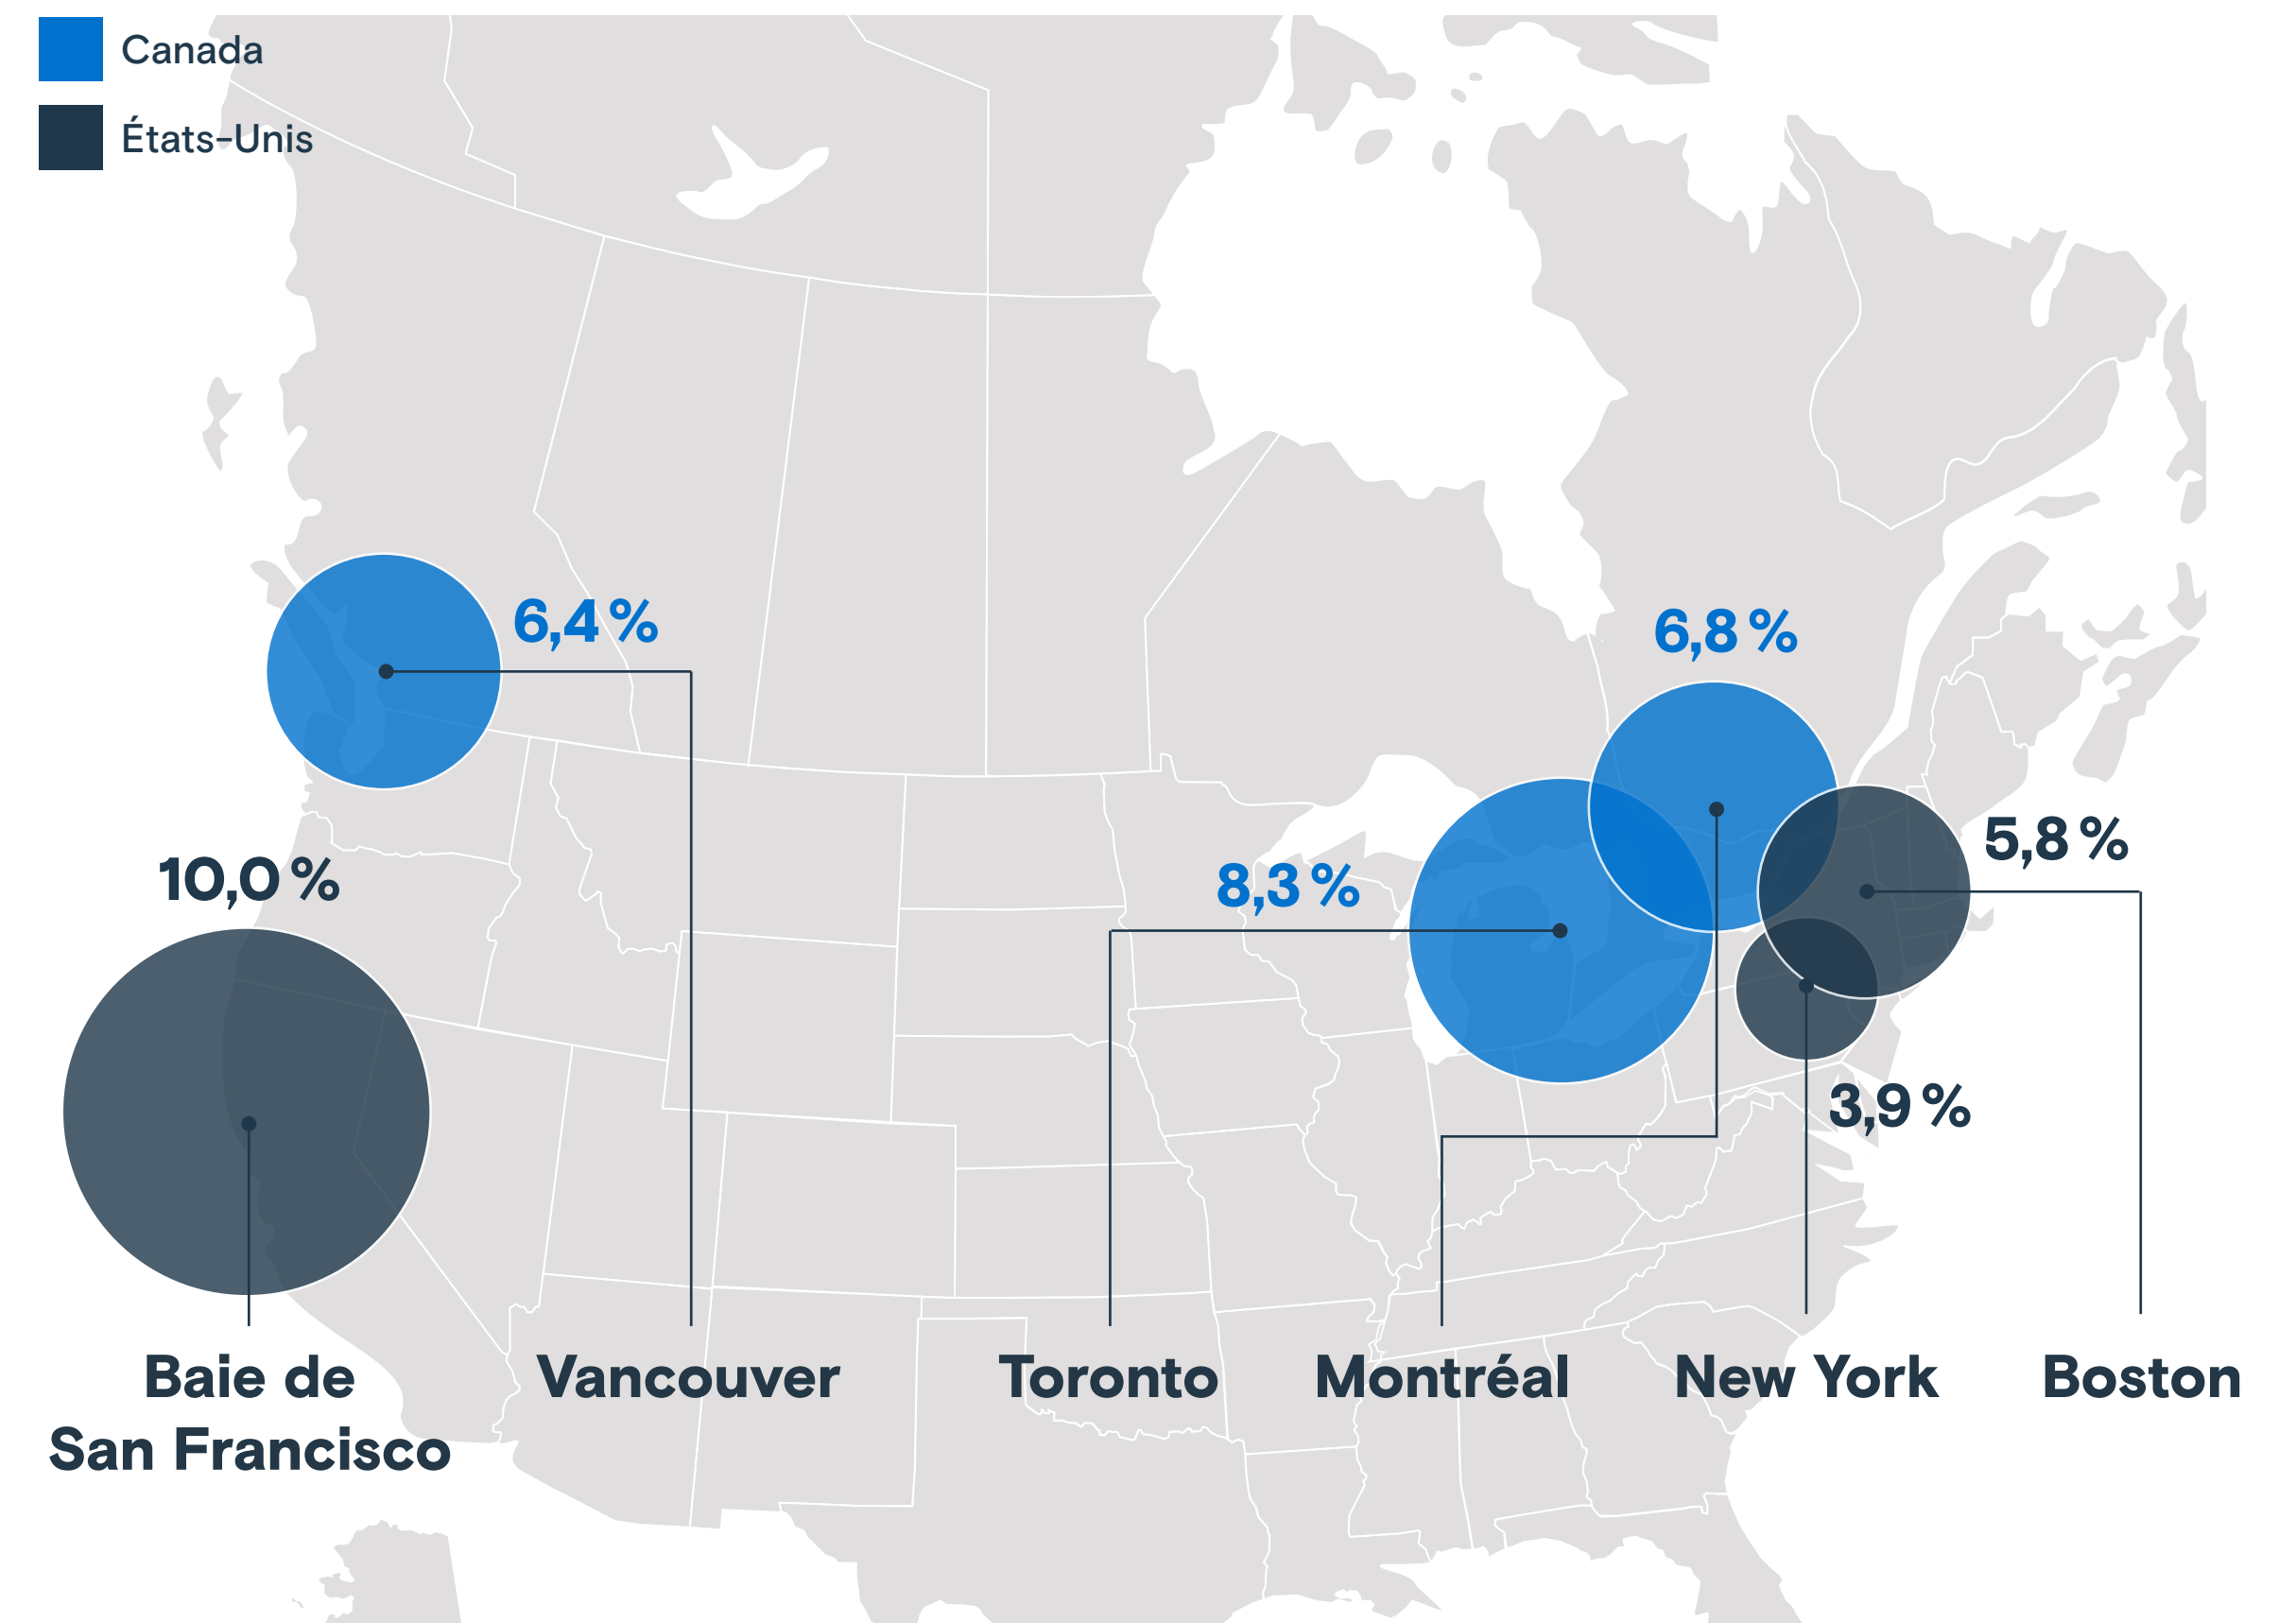 Canada
États-Unis
6,4 %
6,8 %
5,8 %
10,0 %
8,3 %
3,9 %
Baie de
San Francisco
Vancouver
Toronto
Montréal
New York
Boston